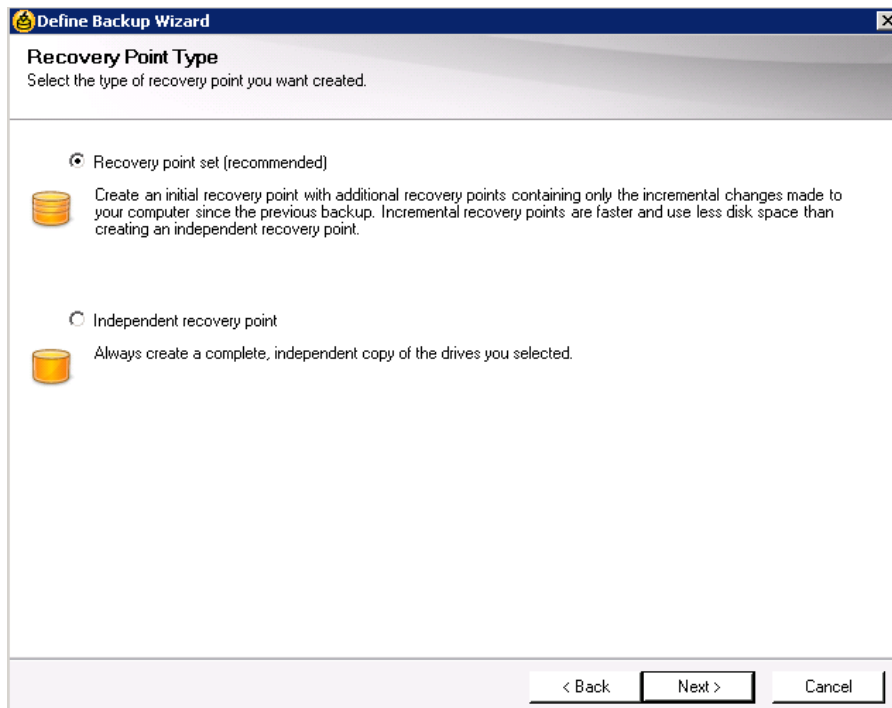 Define Backup Wizard
Recovery Point Type
Select the type of recovery point you want created.
Recovery point set (recommended)
Create an initial recovery point with additional recovery points containing only the incremental changes made to
your computer since the previous backup. Incremental recovery points are faster and use less disk space than
creating an independent recovery point.
Independent recovery point
Always create a complete, independent copy of the drives you selected.
< Back Next > Cancel